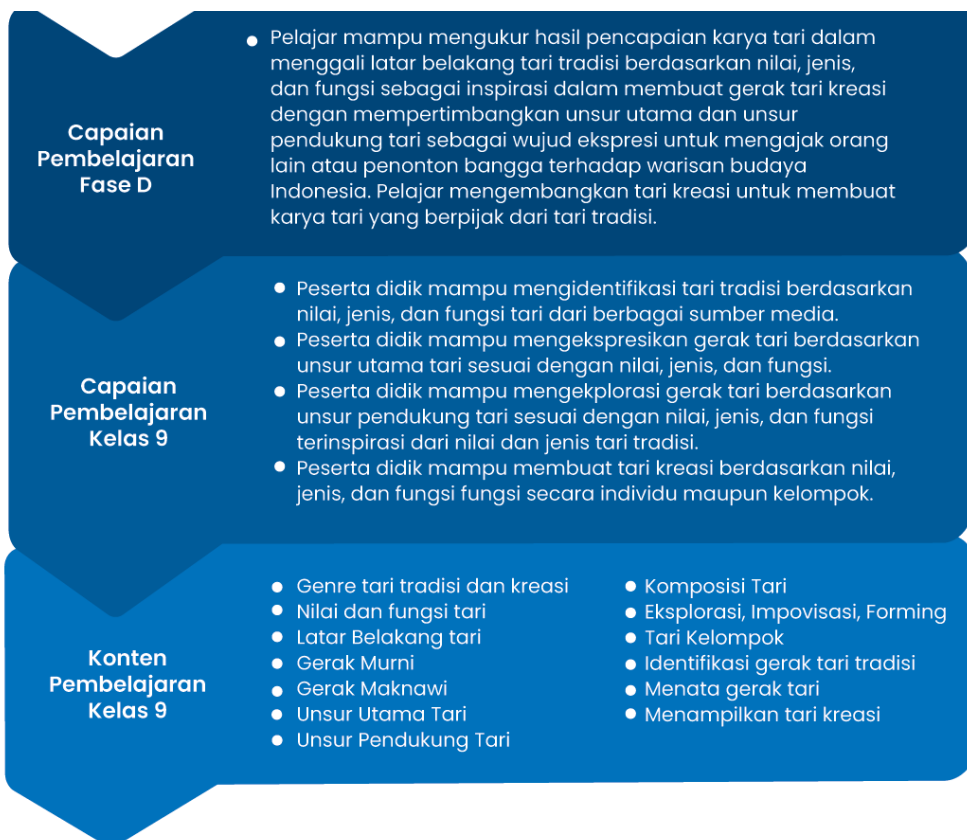 Capaian
Pembelajaran
Fase D
Pelajar mampu mengukur hasil pencapaian karya tari dalam
menggali latar belakang tari tradisi berdasarkan nilai, jenis,
dan fungsi sebagai inspirasi dalam membuat gerak tari kreasi
dengan mempertimbangkan unsur utama dan unsur
pendukung tari sebagai wujud ekspresi untuk mengajak orang
lain atau penonton bangga terhadap warisan budaya
Indonesia. Pelajar mengembangkan tari kreasi untuk membuat
karya tari yang berpijak dari tari tradisi.
Capaian
Pembelajaran
Kelas 9
Peserta didik mampu mengidentifikasi tari tradisi berdasarkan
nilai, jenis, dan fungsi tari dari berbagai sumber media.
Peserta didik mampu mengekspresikan gerak tari berdasarkan
unsur utama tari sesuai dengan nilai, jenis, dan fungsi.
Peserta didik mampu mengekplorasi gerak tari berdasarkan
unsur pendukung tari sesuai dengan nilai, jenis, dan fungsi
terinspirasi dari nilai dan jenis tari tradisi.
Peserta didik mampu membuat tari kreasi berdasarkan nilai,
jenis, dan fungsi fungsi secara individu maupun kelompok.
Konten
Pembelajaran
Kelas 9
Genre tari tradisi dan kreasi
Nilai dan fungsi tari
Latar Belakang tari
Gerak Murni
Gerak Maknawi
Unsur Utama Tari
Unsur Pendukung Tari
Komposisi Tari
Eksplorasi, Impovisasi, Forming
Tari Kelompok
Identifikasi gerak tari tradisi
Menata gerak tari
Menampilkan tari kreasi